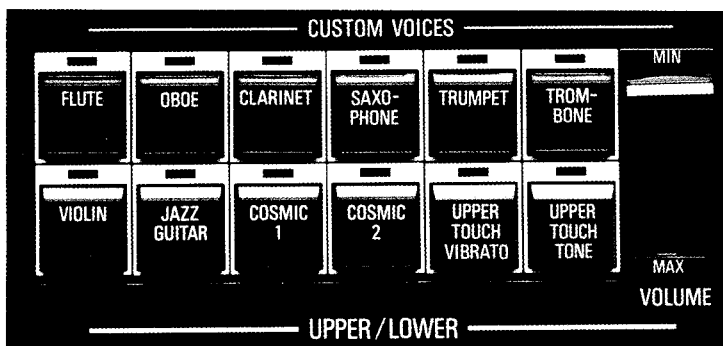 CUSTOM VOICES
MIN
FLUTE
OBOE
CLARINET
SAXO-
PHONE
TRUMPET
TROM-
BONE
VIOLIN
JAZZ
GUITAR
COSMIC
1
COSMIC
2
UPPER
TOUCH
VIBRATO
UPPER
TOUCH
TONE
MAX
VOLUME
UPPER/LOWER